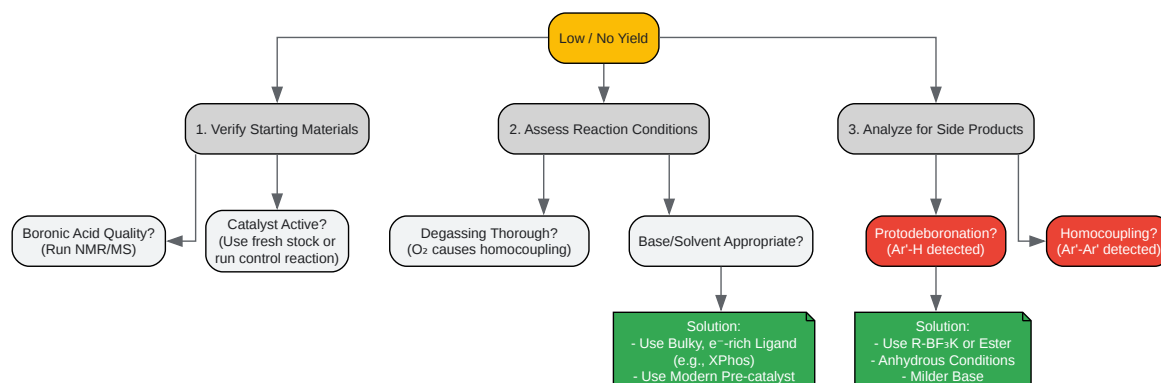 Low / No Yield
1. Verify Starting Materials
2. Assess Reaction Conditions
3. Analyze for Side Products
Boronic Acid Quality?
(Run NMR/MS)
Catalyst Active?
(Use fresh stock or
run control reaction)
Degassing Thorough?
(O₂ causes homocoupling)
Base/Solvent Appropriate?
Protodeboronation?
(Ar'-H detected)
Homocoupling?
(Ar'-Ar' detected)
Solution:
- Use Bulky, e⁻-rich Ligand
(e.g., XPhos)
- Use Modern Pre-catalyst
Solution:
- Use R-BF₃K or Ester
- Anhydrous Conditions
- Milder Base